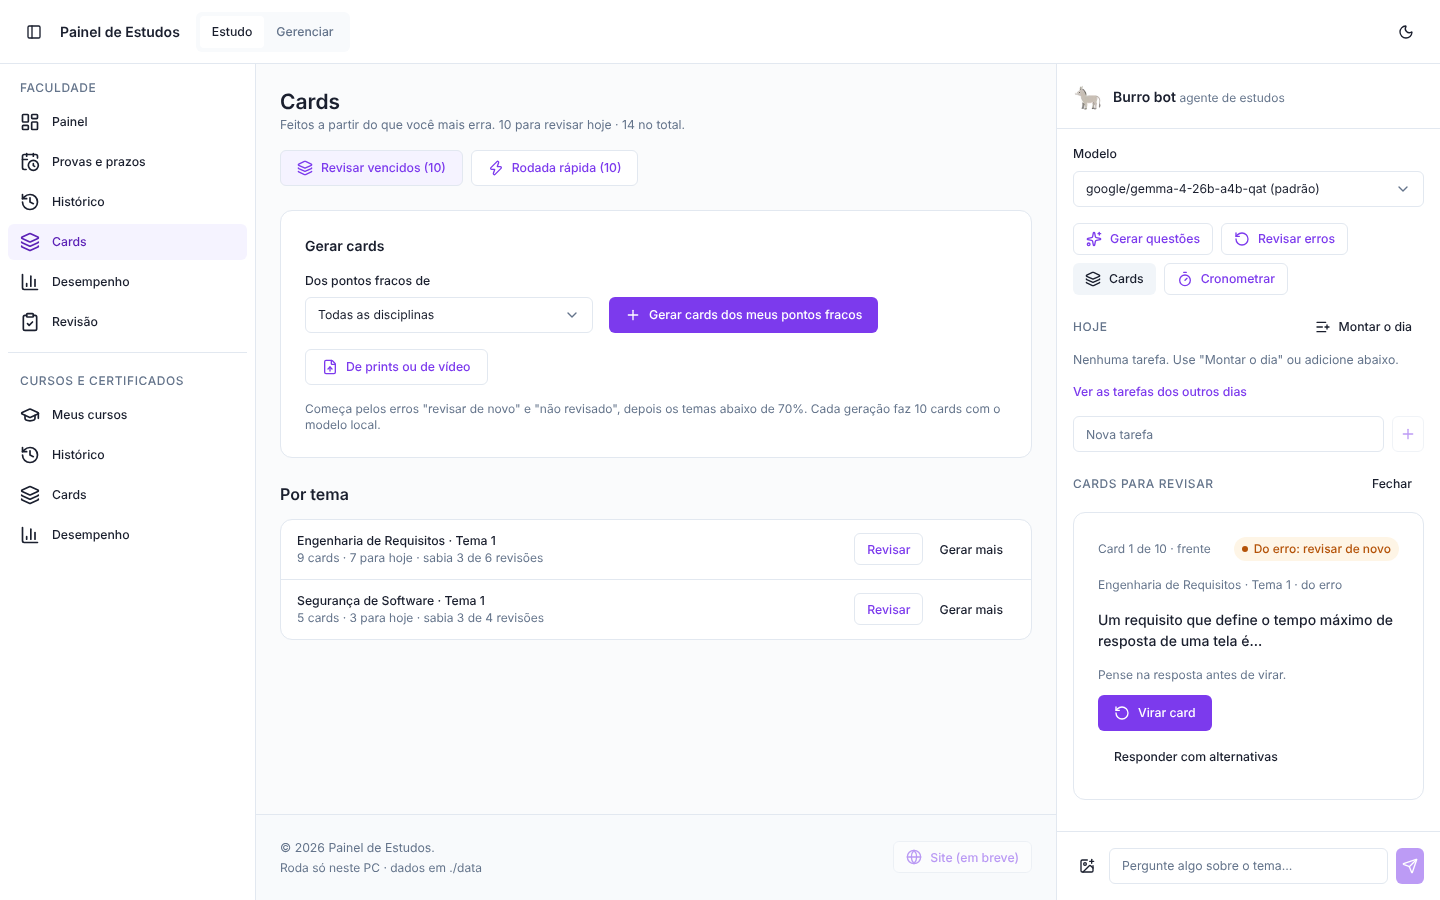 Painel de Estudos
Estudo
Gerenciar
FACULDADE
Painel
Provas e prazos
Histórico
Cards
Desempenho
Revisão
CURSOS E CERTIFICADOS
Meus cursos
Histórico
Cards
Desempenho
Cards
Feitos a partir do que você mais erra. 10 para revisar hoje · 14 no total.
Revisar vencidos (10)
Rodada rápida (10)
Gerar cards
Dos pontos fracos de
Todas as disciplinas
Gerar cards dos meus pontos fracos
De prints ou de vídeo
Começa pelos erros "revisar de novo" e "não revisado", depois os temas abaixo de 70%. Cada geração faz 10 cards com o
modelo local.
Por tema
Engenharia de Requisitos · Tema 1
9 cards · 7 para hoje · sabia 3 de 6 revisões
Revisar
Gerar mais
Segurança de Software · Tema 1
5 cards · 3 para hoje · sabia 3 de 4 revisões
Revisar
Gerar mais
© 2026 Painel de Estudos.
Roda só neste PC · dados em ./data
Site (em breve)
Burro bot agente de estudos
Modelo
google/gemma-4-26b-a4b-qat (padrão)
Gerar questões
Revisar erros
Cards
Cronometrar
HOJE
Montar o dia
Nenhuma tarefa. Use "Montar o dia" ou adicione abaixo.
Ver as tarefas dos outros dias
Nova tarefa
CARDS PARA REVISAR
Fechar
Card 1 de 10 · frente
Do erro: revisar de novo
Engenharia de Requisitos · Tema 1 · do erro
Um requisito que define o tempo máximo de
resposta de uma tela é...
Pense na resposta antes de virar.
Virar card
Responder com alternativas
Pergunte algo sobre o tema...